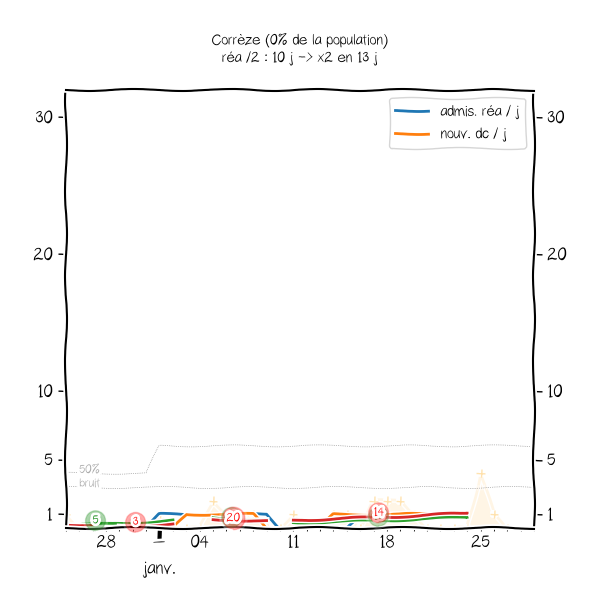 Corrèze (0% de la population)
réa /2 : 10 j -> x2 en 13 j
admis. réa / j
nouv. dc / j
30 30
20 20
10 10
5 5
50%
bruit
1 1
5 3 20 14
28 04 11 18 25
janv.